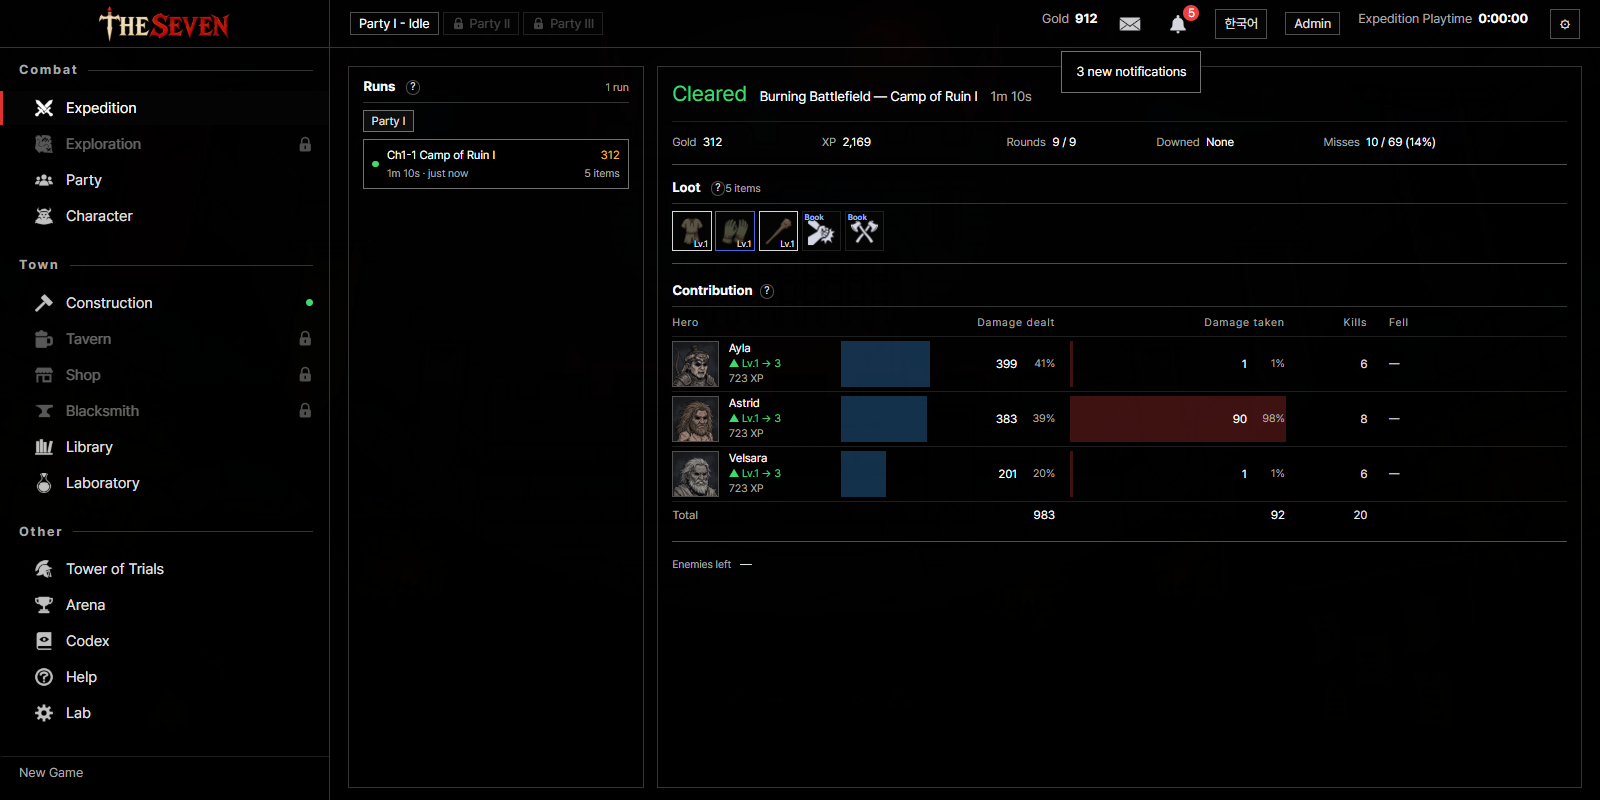 THE SEVEN
Party I - Idle
Party II
Party III
Gold 912
5
한국어
Admin
Expedition Playtime 0:00:00
3 new notifications
Combat
Expedition
Exploration
Party
Character
Town
Construction
Tavern
Shop
Blacksmith
Library
Laboratory
Other
Tower of Trials
Arena
Codex
Help
Lab
New Game
Runs ?
1 run
Party I
Ch1-1 Camp of Ruin I 312
1m 10s · just now 5 items
Cleared Burning Battlefield — Camp of Ruin I 1m 10s
Gold 312 XP 2,169 Rounds 9 / 9 Downed None Misses 10 / 69 (14%)
Loot ? 5 items
Lv.1 Lv.1 Lv.1 Book Book
Contribution ?
Hero Damage dealt Damage taken Kills Fell
Ayla
▲ Lv.1 → 3 399 41% 1 1% 6 —
723 XP
Astrid
▲ Lv.1 → 3 383 39% 90 98% 8 —
723 XP
Velsara
▲ Lv.1 → 3 201 20% 1 1% 6 —
723 XP
Total 983 92 20
Enemies left —